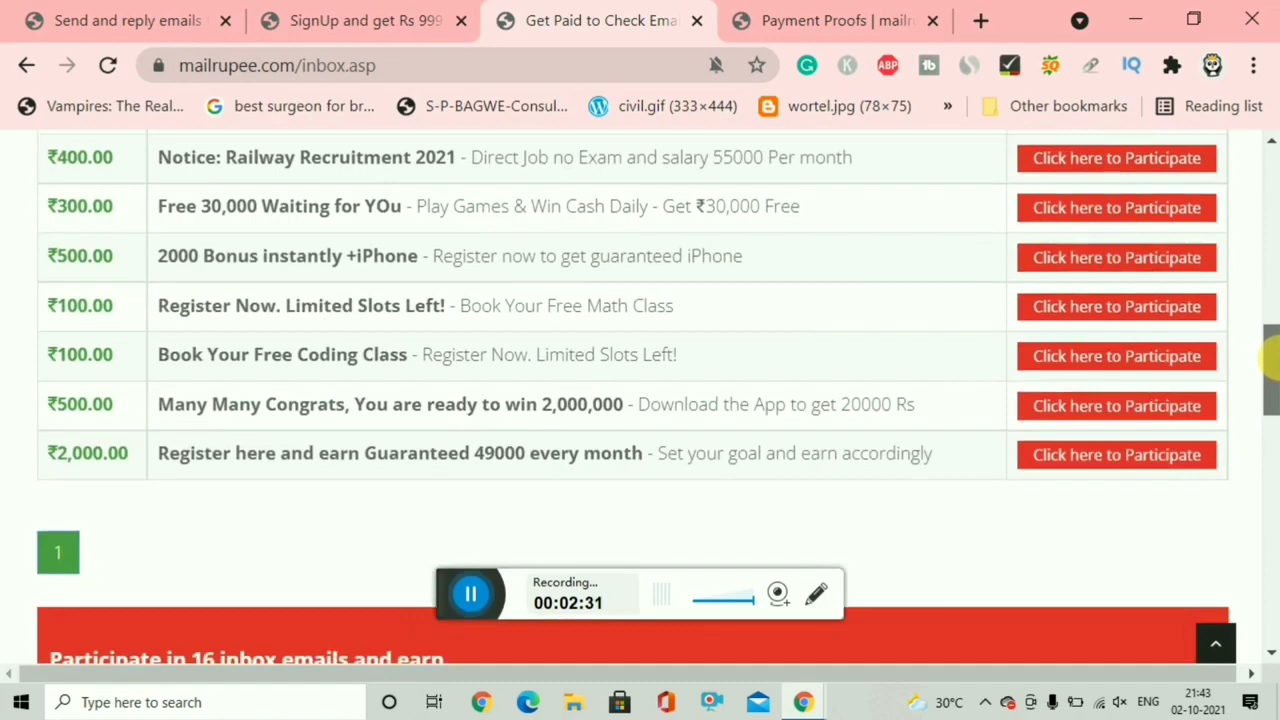 Send and reply emails
SignUp and get Rs 999
Get Paid to Check Emai
Payment Proofs | mailr
mailrupee.com/inbox.asp
Vampires: The Real...
best surgeon for br...
S-P-BAGWE-Consul...
civil.gif (333×444)
wortel.jpg (78×75)
»
Other bookmarks
Reading list
₹400.00 Notice: Railway Recruitment 2021 - Direct Job no Exam and salary 55000 Per month Click here to Participate
₹300.00 Free 30,000 Waiting for YOu - Play Games & Win Cash Daily - Get ₹30,000 Free Click here to Participate
₹500.00 2000 Bonus instantly +iPhone - Register now to get guaranteed iPhone Click here to Participate
₹100.00 Register Now. Limited Slots Left! - Book Your Free Math Class Click here to Participate
₹100.00 Book Your Free Coding Class - Register Now. Limited Slots Left! Click here to Participate
₹500.00 Many Many Congrats, You are ready to win 2,000,000 - Download the App to get 20000 Rs Click here to Participate
₹2,000.00 Register here and earn Guaranteed 49000 every month - Set your goal and earn accordingly Click here to Participate
1
Recording...
00:02:31
Participate in 16 inbox emails and earn
Type here to search
30°C
ENG
21:43
02-10-2021